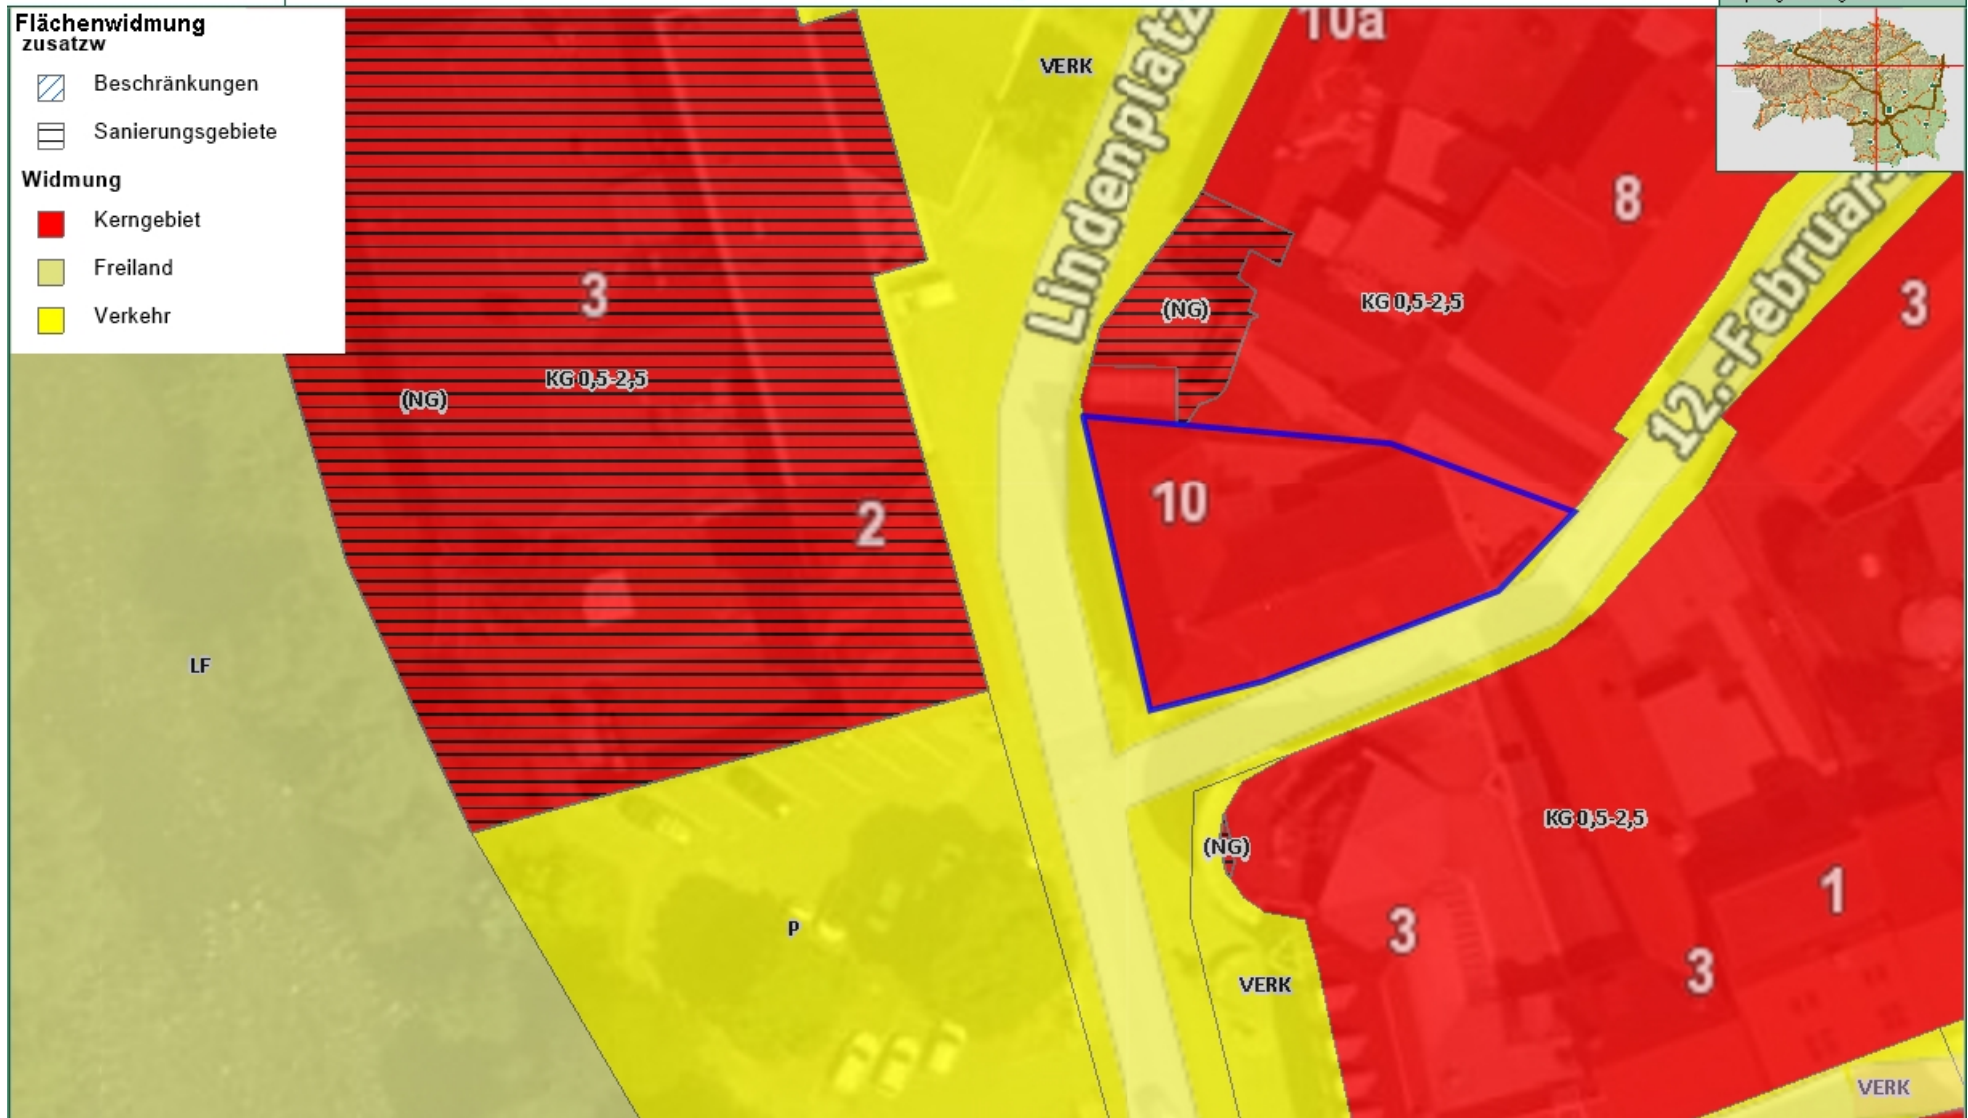 Flächenwidmung
zusatzw
Beschränkungen
Sanierungsgebiete
Widmung
Kerngebiet
Freiland
Verkehr
10a
VERK
Lindenplatz
8
12.-Februar-
3
3
(NG)
KG 0,5-2,5
KG 0,5-2,5
(NG)
10
2
LF
KG 0,5-2,5
(NG)
1
P
3
3
VERK
VERK